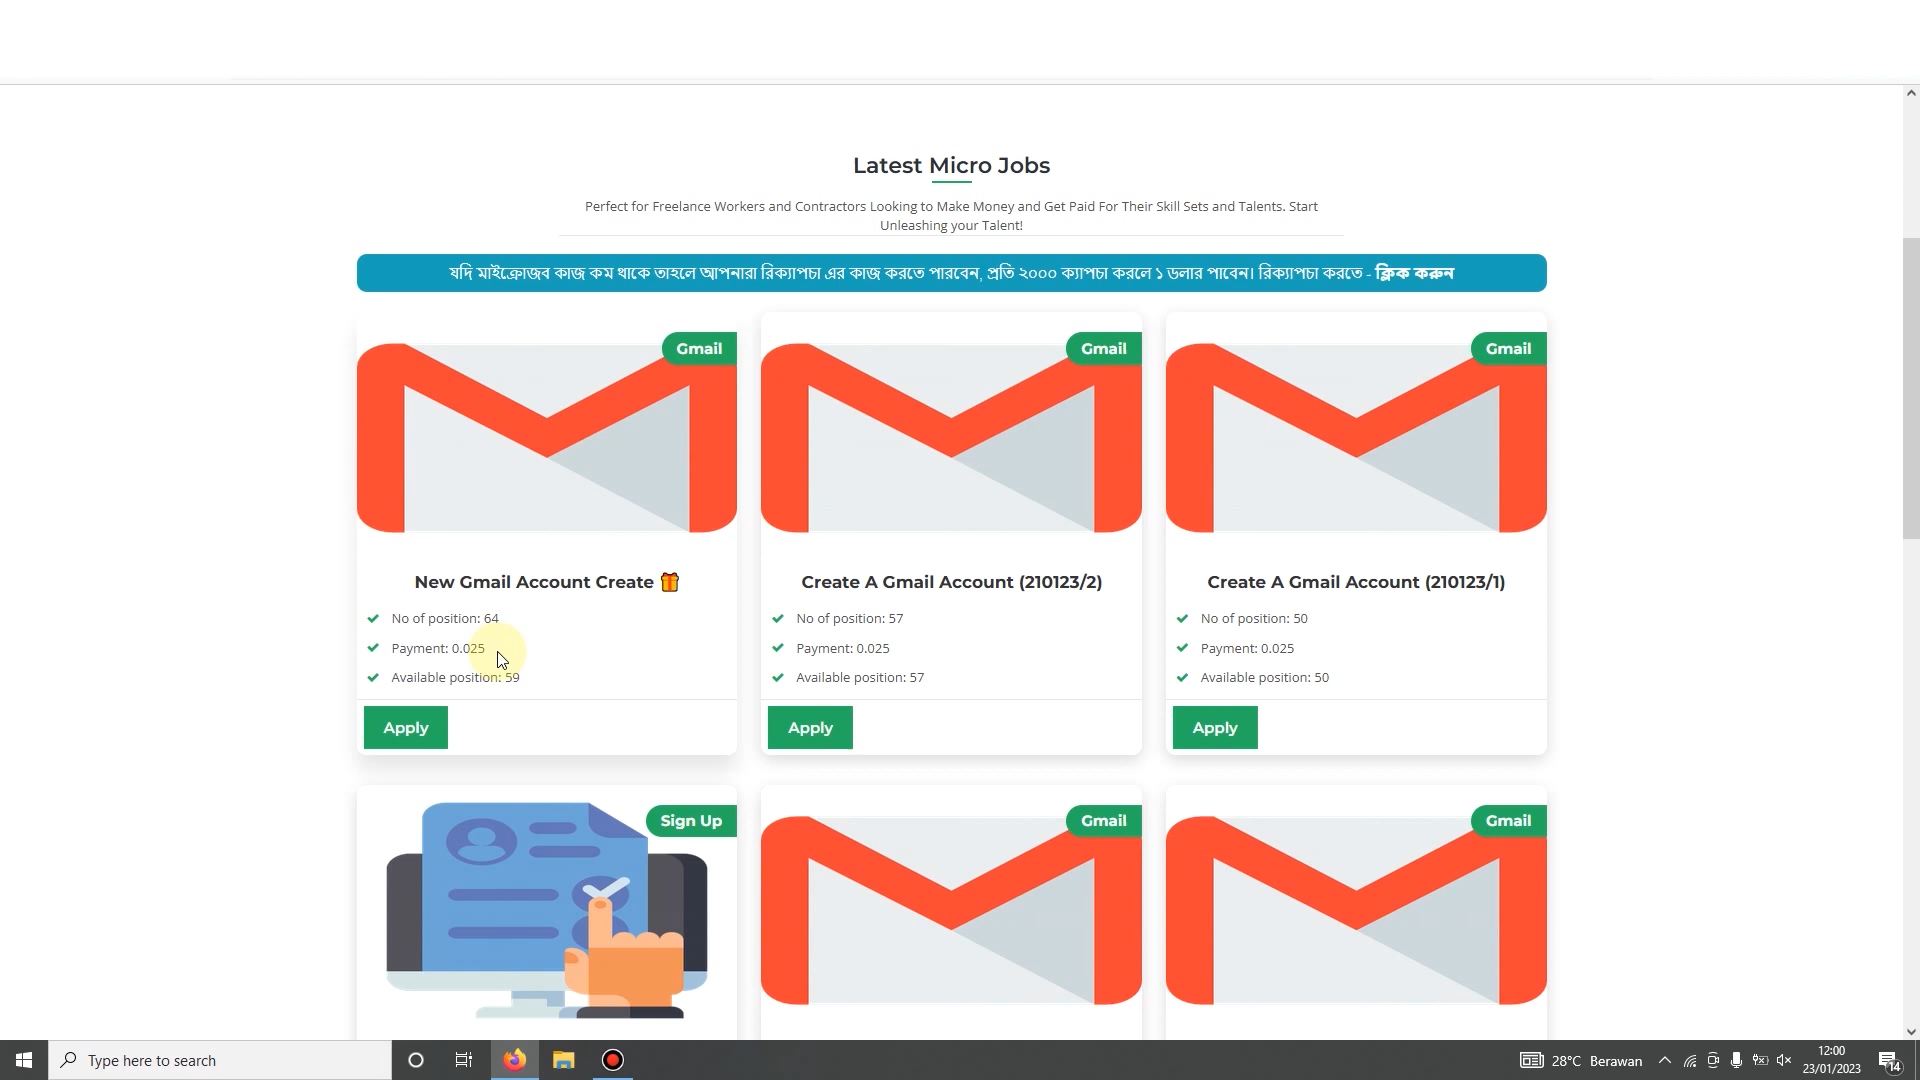 Latest Micro Jobs
Perfect for Freelance Workers and Contractors Looking to Make Money and Get Paid For Their Skill Sets and Talents. Start
Unleashing your Talent!
যদি মাইক্রোজব কাজ কম থাকে তাহলে আপনারা রিক্যাপচা এর কাজ করতে পারবেন, প্রতি ২০০০ ক্যাপচা করলে ১ ডলার পাবেন। রিক্যাপচা করতে - ক্লিক করুন
Gmail
Gmail
Gmail
New Gmail Account Create
Create A Gmail Account (210123/2)
Create A Gmail Account (210123/1)
No of position: 64
No of position: 57
No of position: 50
Payment: 0.025
Payment: 0.025
Payment: 0.025
Available position: 59
Available position: 57
Available position: 50
Apply
Apply
Apply
Sign Up
Gmail
Gmail
Type here to search
28°C Berawan
12:00
23/01/2023
14